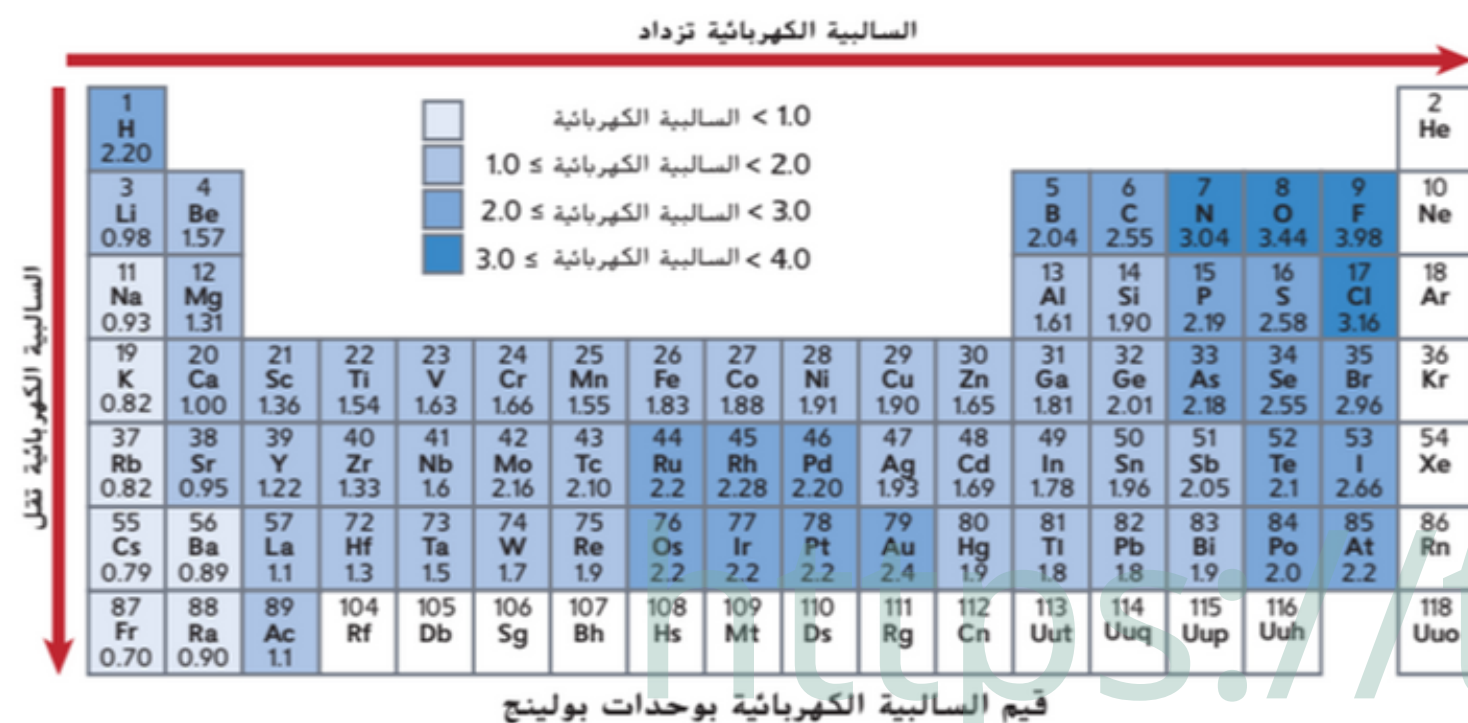 السالبية الكهربائية تزداد
السالبية الكهربائية تقل
1.0 > السالبية الكهربائية
2.0 > السالبية الكهربائية ≥ 1.0
3.0 > السالبية الكهربائية ≥ 2.0
4.0 > السالبية الكهربائية ≥ 3.0
1 2
H He
2.20
3 4 5 6 7 8 9 10
Li Be B C N O F Ne
0.98 1.57 2.04 2.55 3.04 3.44 3.98
11 12 13 14 15 16 17 18
Na Mg Al Si P S Cl Ar
0.93 1.31 1.61 1.90 2.19 2.58 3.16
19 20 21 22 23 24 25 26 27 28 29 30 31 32 33 34 35 36
K Ca Sc Ti V Cr Mn Fe Co Ni Cu Zn Ga Ge As Se Br Kr
0.82 1.00 1.36 1.54 1.63 1.66 1.55 1.83 1.88 1.91 1.90 1.65 1.81 2.01 2.18 2.55 2.96
37 38 39 40 41 42 43 44 45 46 47 48 49 50 51 52 53 54
Rb Sr Y Zr Nb Mo Tc Ru Rh Pd Ag Cd In Sn Sb Te I Xe
0.82 0.95 1.22 1.33 1.6 2.16 2.10 2.2 2.28 2.20 1.93 1.69 1.78 1.96 2.05 2.1 2.66
55 56 57 72 73 74 75 76 77 78 79 80 81 82 83 84 85 86
Cs Ba La Hf Ta W Re Os Ir Pt Au Hg Tl Pb Bi Po At Rn
0.79 0.89 1.1 1.3 1.5 1.7 1.9 2.2 2.2 2.2 2.4 1.9 1.8 1.8 1.9 2.0 2.2
87 88 89 104 105 106 107 108 109 110 111 112 113 114 115 116 118
Fr Ra Ac Rf Db Sg Bh Hs Mt Ds Rg Cn Uut Uuq Uup Uuh Uuo
0.70 0.90 1.1
https://t
قيم السالبية الكهربائية بوحدات بولينج